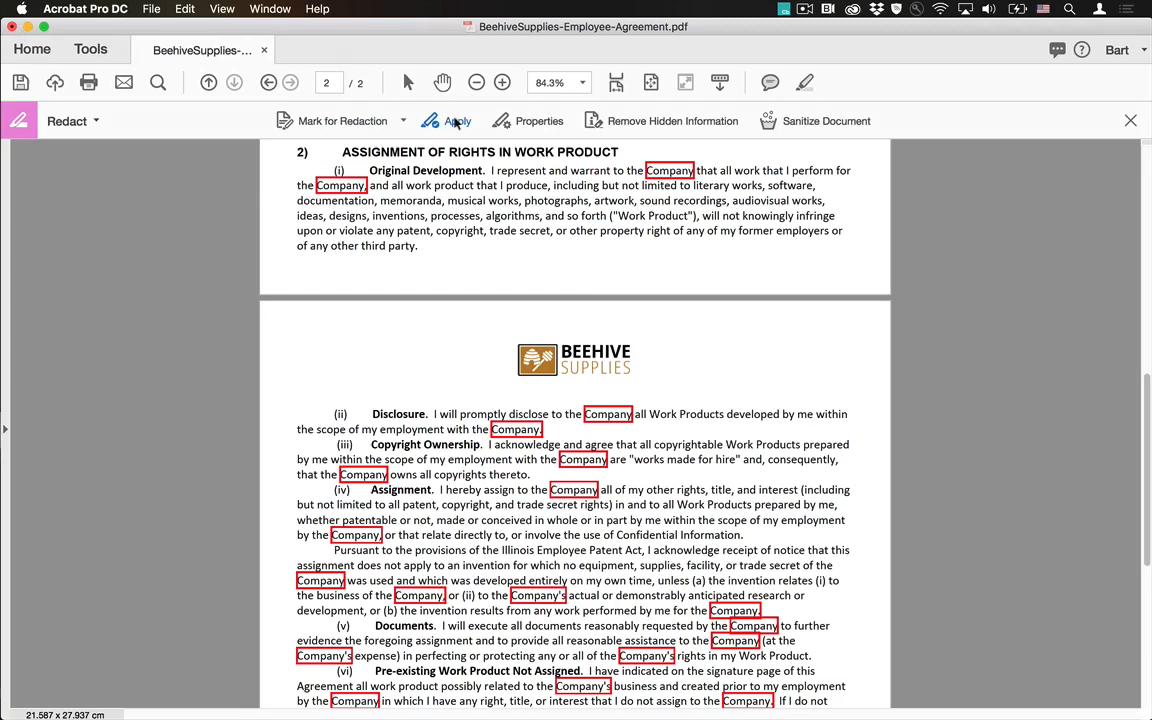 Acrobat Pro DC File Edit View Window Help
BeehiveSupplies-Employee-Agreement.pdf
Home Tools BeehiveSupplies-... × Bart
2 / 2 84.3%
Redact Mark for Redaction Apply Properties Remove Hidden Information Sanitize Document
2) ASSIGNMENT OF RIGHTS IN WORK PRODUCT
(i) Original Development. I represent and warrant to the Company that all work that I perform for
the Company, and all work product that I produce, including but not limited to literary works, software,
documentation, memoranda, musical works, photographs, artwork, sound recordings, audiovisual works,
ideas, designs, inventions, processes, algorithms, and so forth ("Work Product"), will not knowingly infringe
upon or violate any patent, copyright, trade secret, or other property right of any of my former employers or
of any other third party.
BEEHIVE
SUPPLIES
(ii) Disclosure. I will promptly disclose to the Company all Work Products developed by me within
the scope of my employment with the Company.
(iii) Copyright Ownership. I acknowledge and agree that all copyrightable Work Products prepared
by me within the scope of my employment with the Company are "works made for hire" and, consequently,
that the Company owns all copyrights thereto.
(iv) Assignment. I hereby assign to the Company all of my other rights, title, and interest (including
but not limited to all patent, copyright, and trade secret rights) in and to all Work Products prepared by me,
whether patentable or not, made or conceived in whole or in part by me within the scope of my employment
by the Company, or that relate directly to, or involve the use of Confidential Information.
Pursuant to the provisions of the Illinois Employee Patent Act, I acknowledge receipt of notice that this
assignment does not apply to an invention for which no equipment, supplies, facility, or trade secret of the
Company was used and which was developed entirely on my own time, unless (a) the invention relates (i) to
the business of the Company, or (ii) to the Company's actual or demonstrably anticipated research or
development, or (b) the invention results from any work performed by me for the Company.
(v) Documents. I will execute all documents reasonably requested by the Company to further
evidence the foregoing assignment and to provide all reasonable assistance to the Company (at the
Company's expense) in perfecting or protecting any or all of the Company's rights in my Work Product.
(vi) Pre-existing Work Product Not Assigned. I have indicated on the signature page of this
Agreement all work product possibly related to the Company's business and created prior to my employment
by the Company in which I have any right, title, or interest that I do not assign to the Company. If I do not
21.587 x 27.937 cm